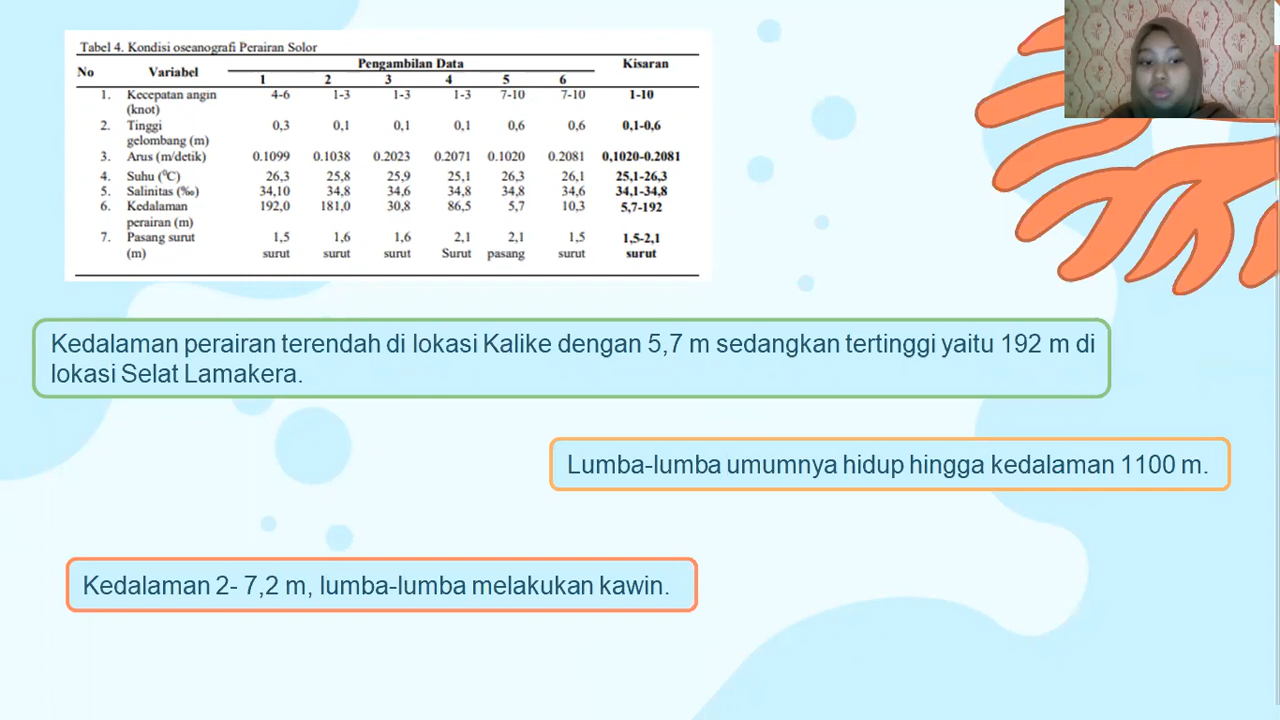 Tabel 4. Kondisi oseanografi Perairan Solor
No Variabel Pengambilan Data Kisaran
1 2 3 4 5 6
1. Kecepatan angin (knot) 4-6 1-3 1-3 1-3 7-10 7-10 1-10
2. Tinggi gelombang (m) 0,3 0,1 0,1 0,1 0,6 0,6 0,1-0,6
3. Arus (m/detik) 0.1099 0.1038 0.2023 0.2071 0.1020 0.2081 0,1020-0.2081
4. Suhu (⁰C) 26,3 25,8 25,9 25,1 26,3 26,1 25,1-26,3
5. Salinitas (‰) 34,10 34,8 34,6 34,8 34,8 34,6 34,1-34,8
6. Kedalaman perairan (m) 192,0 181,0 30,8 86,5 5,7 10,3 5,7-192
7. Pasang surut 1,5 1,6 1,6 2,1 2,1 1,5 1,5-2,1
(m) surut surut surut Surut pasang surut surut
Kedalaman perairan terendah di lokasi Kalike dengan 5,7 m sedangkan tertinggi yaitu 192 m di
lokasi Selat Lamakera.
Lumba-lumba umumnya hidup hingga kedalaman 1100 m.
Kedalaman 2- 7,2 m, lumba-lumba melakukan kawin.